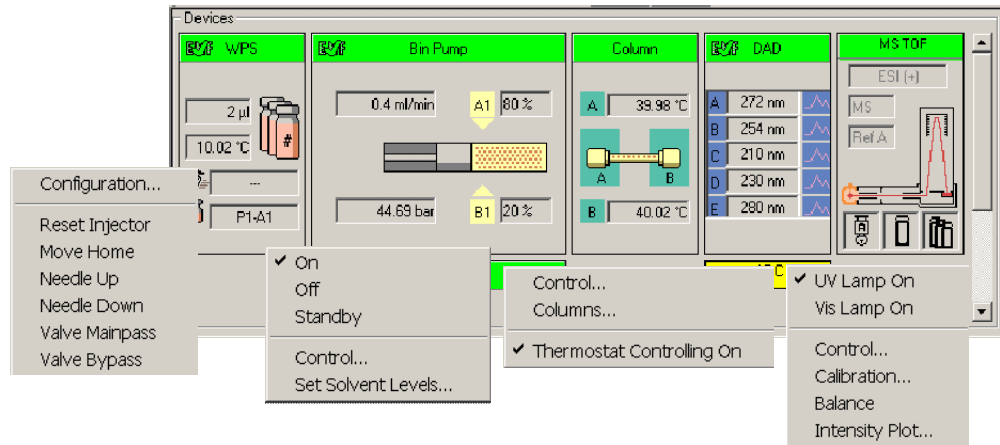 Devices
EMF WPS
2 µl
10.02 °C
#
---
P1-A1
EMF Bin Pump
0.4 ml/min
A1 80 %
44.69 bar
B1 20 %
Column
A 39.98 °C
A B
B 40.02 °C
EMF DAD
A 272 nm
B 254 nm
C 210 nm
D 230 nm
E 280 nm
MS TOF
ESI (+)
MS
Ref A
Configuration...
Reset Injector
Move Home
Needle Up
Needle Down
Valve Mainpass
Valve Bypass
✔ On
Off
Standby
Control...
Set Solvent Levels...
Control...
Columns...
✔ Thermostat Controlling On
✔ UV Lamp On
Vis Lamp On
Control...
Calibration...
Balance
Intensity Plot...